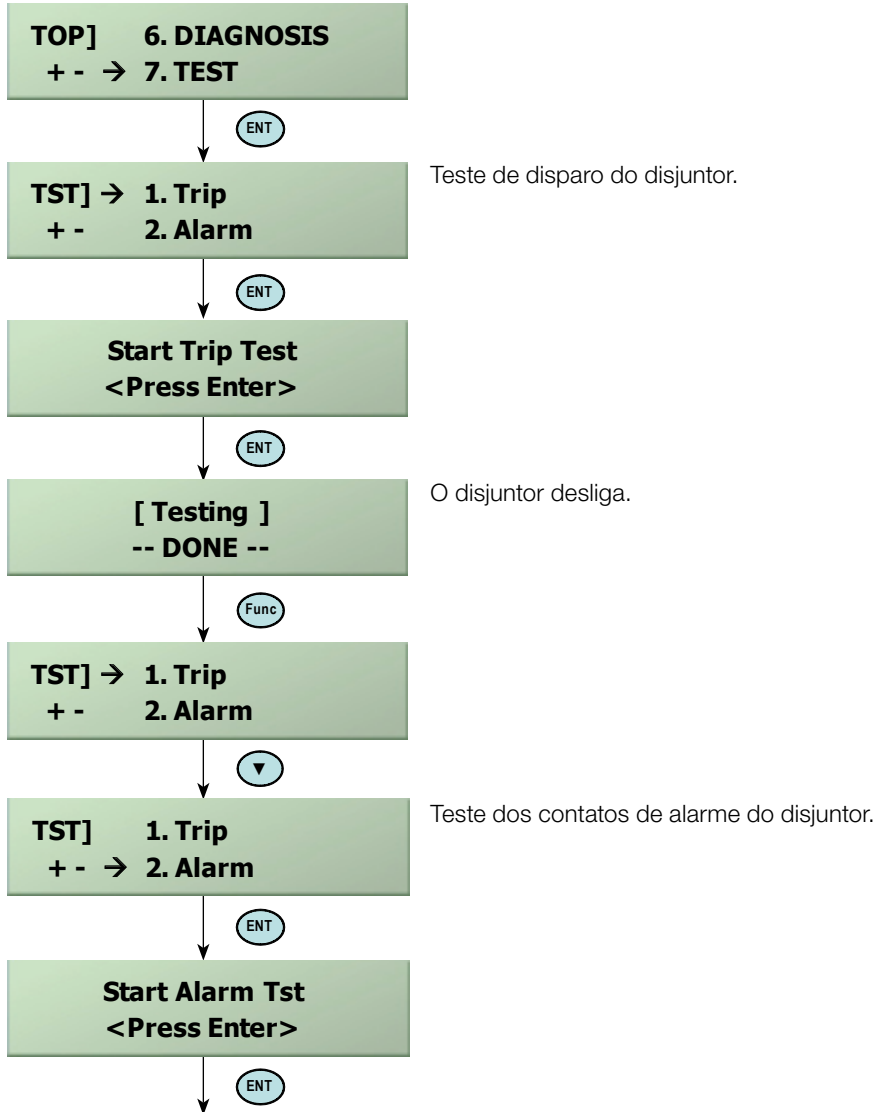 TOP] 6. DIAGNOSIS
+ - → 7. TEST
ENT
TST] → 1. Trip
+ - 2. Alarm
Teste de disparo do disjuntor.
ENT
Start Trip Test
<Press Enter>
ENT
[ Testing ]
-- DONE --
O disjuntor desliga.
Func
TST] → 1. Trip
+ - 2. Alarm
▼
TST] 1. Trip
+ - → 2. Alarm
Teste dos contatos de alarme do disjuntor.
ENT
Start Alarm Tst
<Press Enter>
ENT